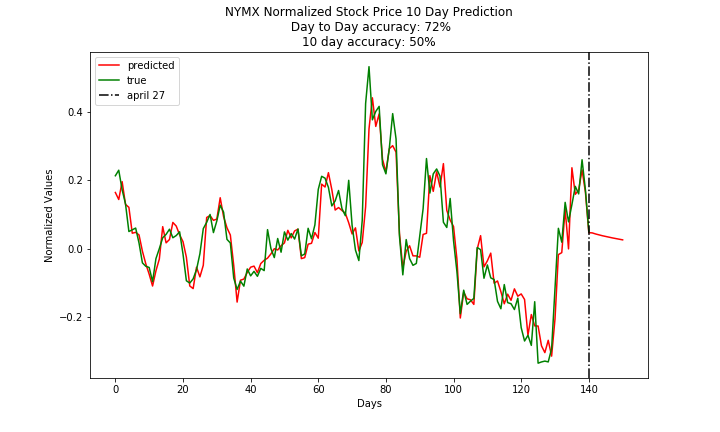 NYMX Normalized Stock Price 10 Day Prediction
Day to Day accuracy: 72%
10 day accuracy: 50%
predicted
true
april 27
Normalized Values
0.4
0.2
0.0
−0.2
0
20
40
60
80
100
120
140
Days